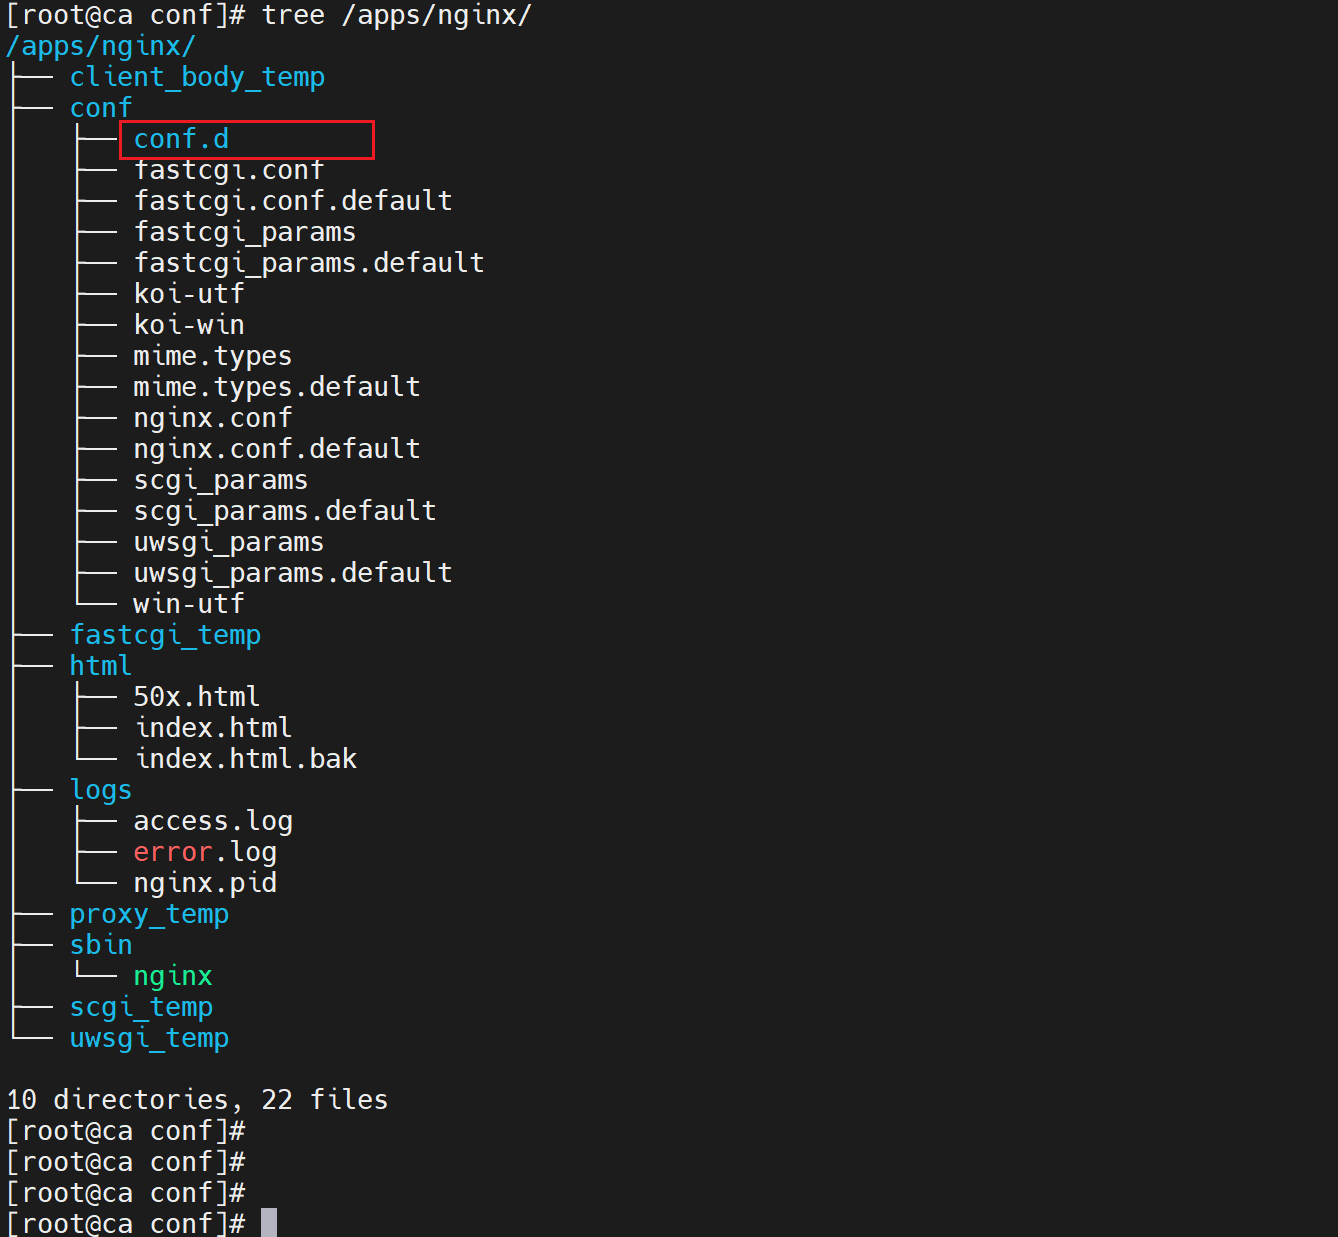 [root@ca conf]# tree /apps/nginx/
/apps/nginx/
├── client_body_temp
├── conf
│   ├── conf.d
│   ├── fastcgi.conf
│   ├── fastcgi.conf.default
│   ├── fastcgi_params
│   ├── fastcgi_params.default
│   ├── koi-utf
│   ├── koi-win
│   ├── mime.types
│   ├── mime.types.default
│   ├── nginx.conf
│   ├── nginx.conf.default
│   ├── scgi_params
│   ├── scgi_params.default
│   ├── uwsgi_params
│   ├── uwsgi_params.default
│   └── win-utf
├── fastcgi_temp
├── html
│   ├── 50x.html
│   ├── index.html
│   └── index.html.bak
├── logs
│   ├── access.log
│   ├── error.log
│   └── nginx.pid
├── proxy_temp
├── sbin
│   └── nginx
├── scgi_temp
└── uwsgi_temp

10 directories, 22 files
[root@ca conf]#
[root@ca conf]#
[root@ca conf]#
[root@ca conf]#